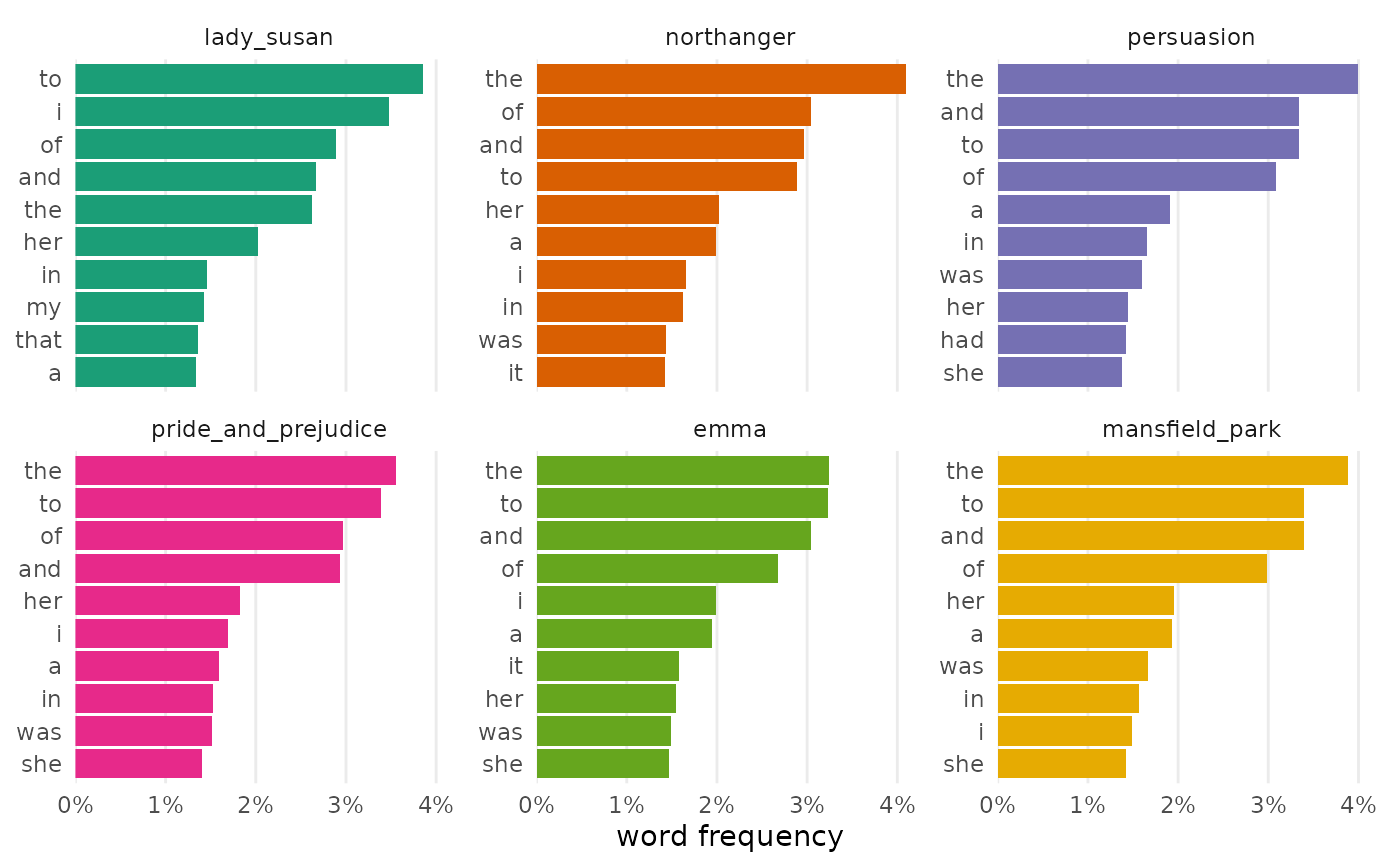 lady_susan
to
i
of
and
the
her
in
my
that
a
northanger
the
of
and
to
her
a
i
in
was
it
persuasion
the
and
to
of
a
in
was
her
had
she
pride_and_prejudice
the
to
of
and
her
i
a
in
was
she
0% 1% 2% 3% 4%
emma
the
to
and
of
i
a
it
her
was
she
0% 1% 2% 3% 4%
mansfield_park
the
to
and
of
her
a
was
in
i
she
0% 1% 2% 3% 4%
word frequency